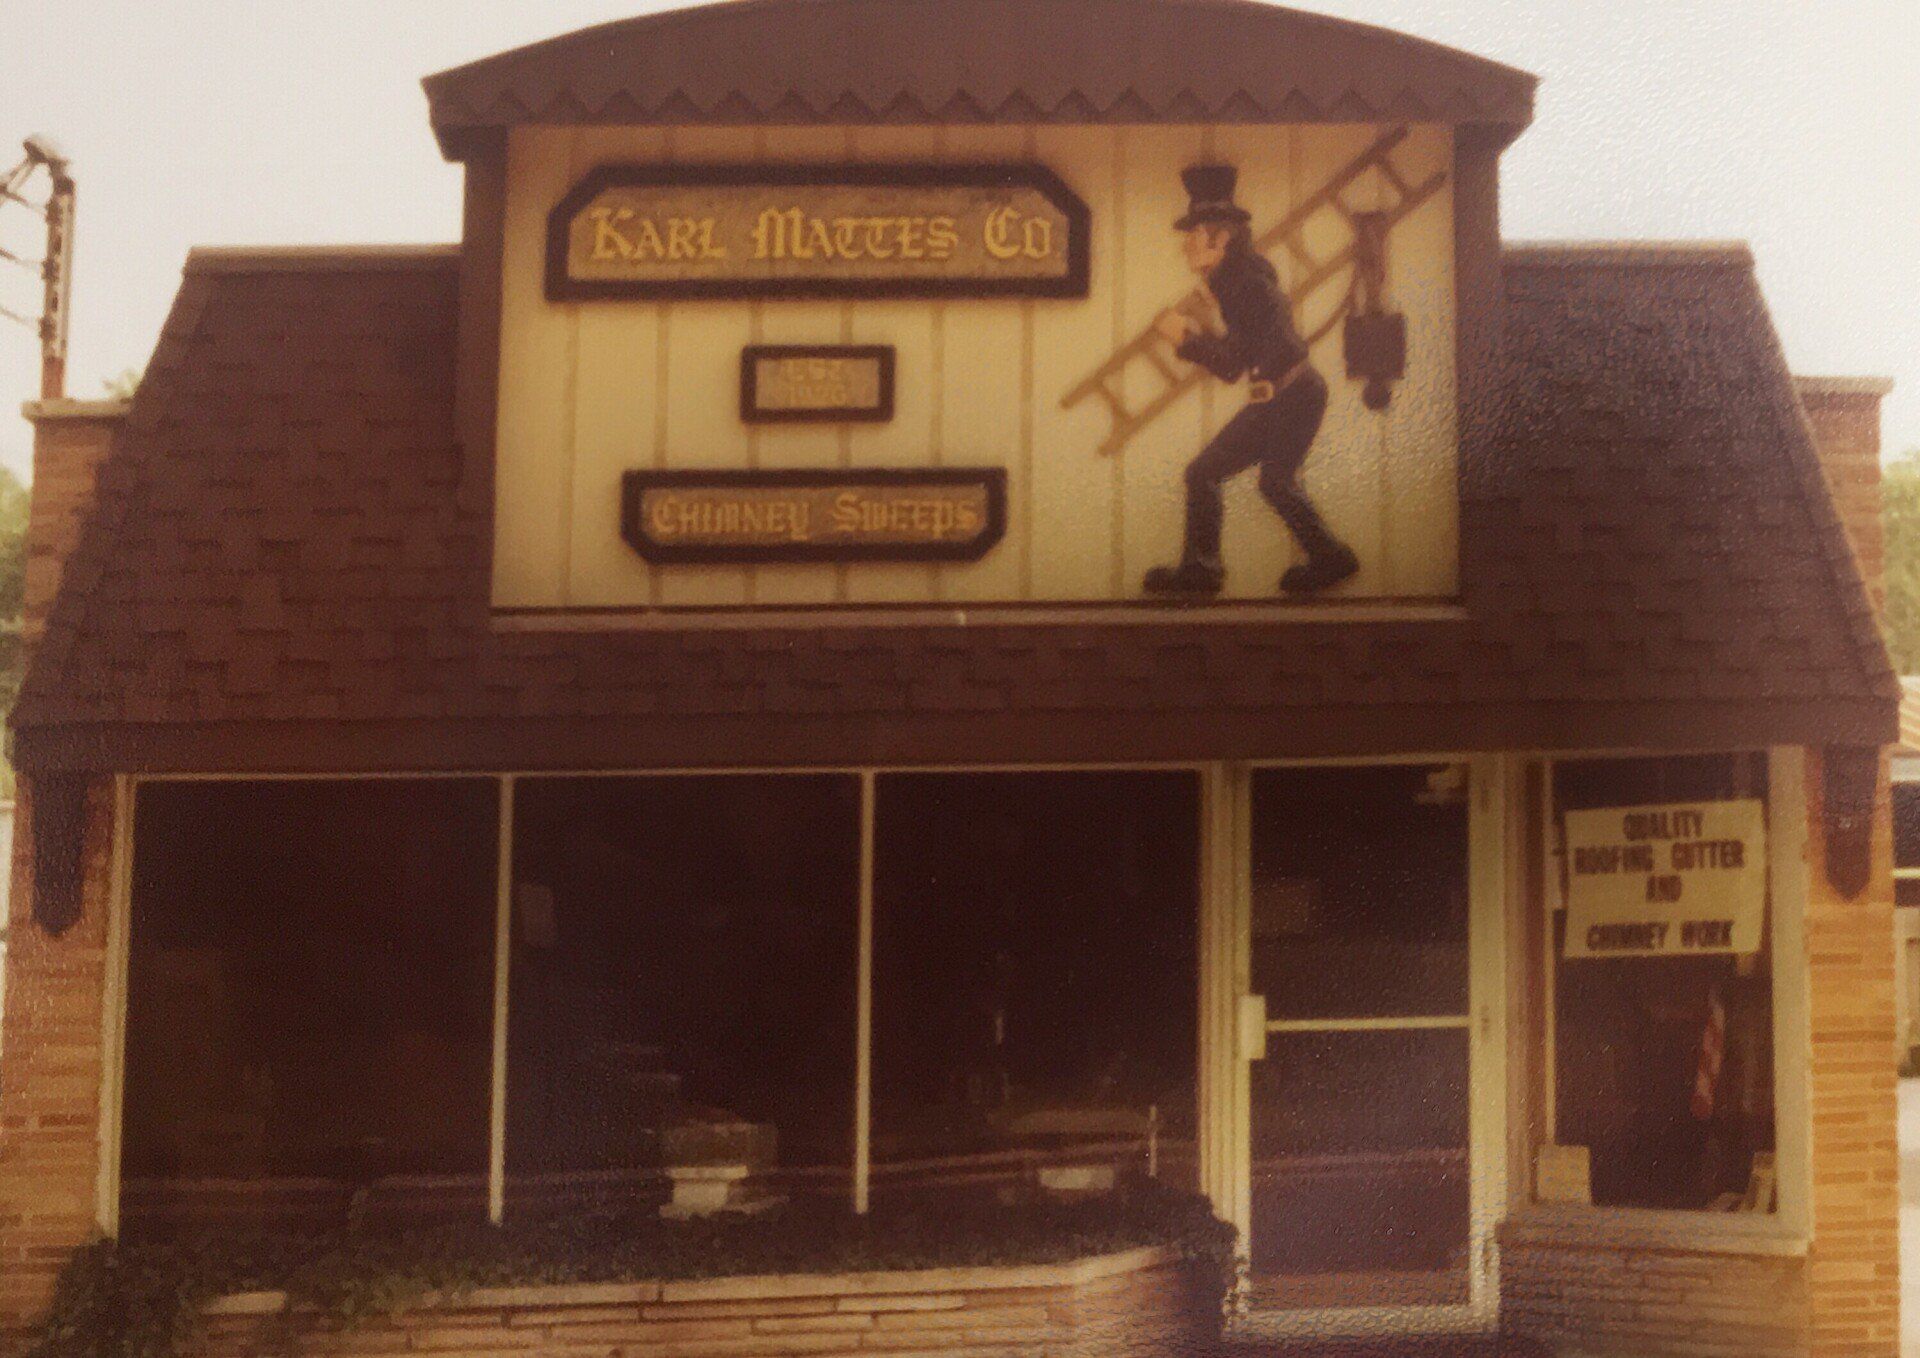 KARL MATTES CO
CHIMNEY SWEEPS
QUALITY
ROOFING GUTTER
AND
CHIMNEY WORK